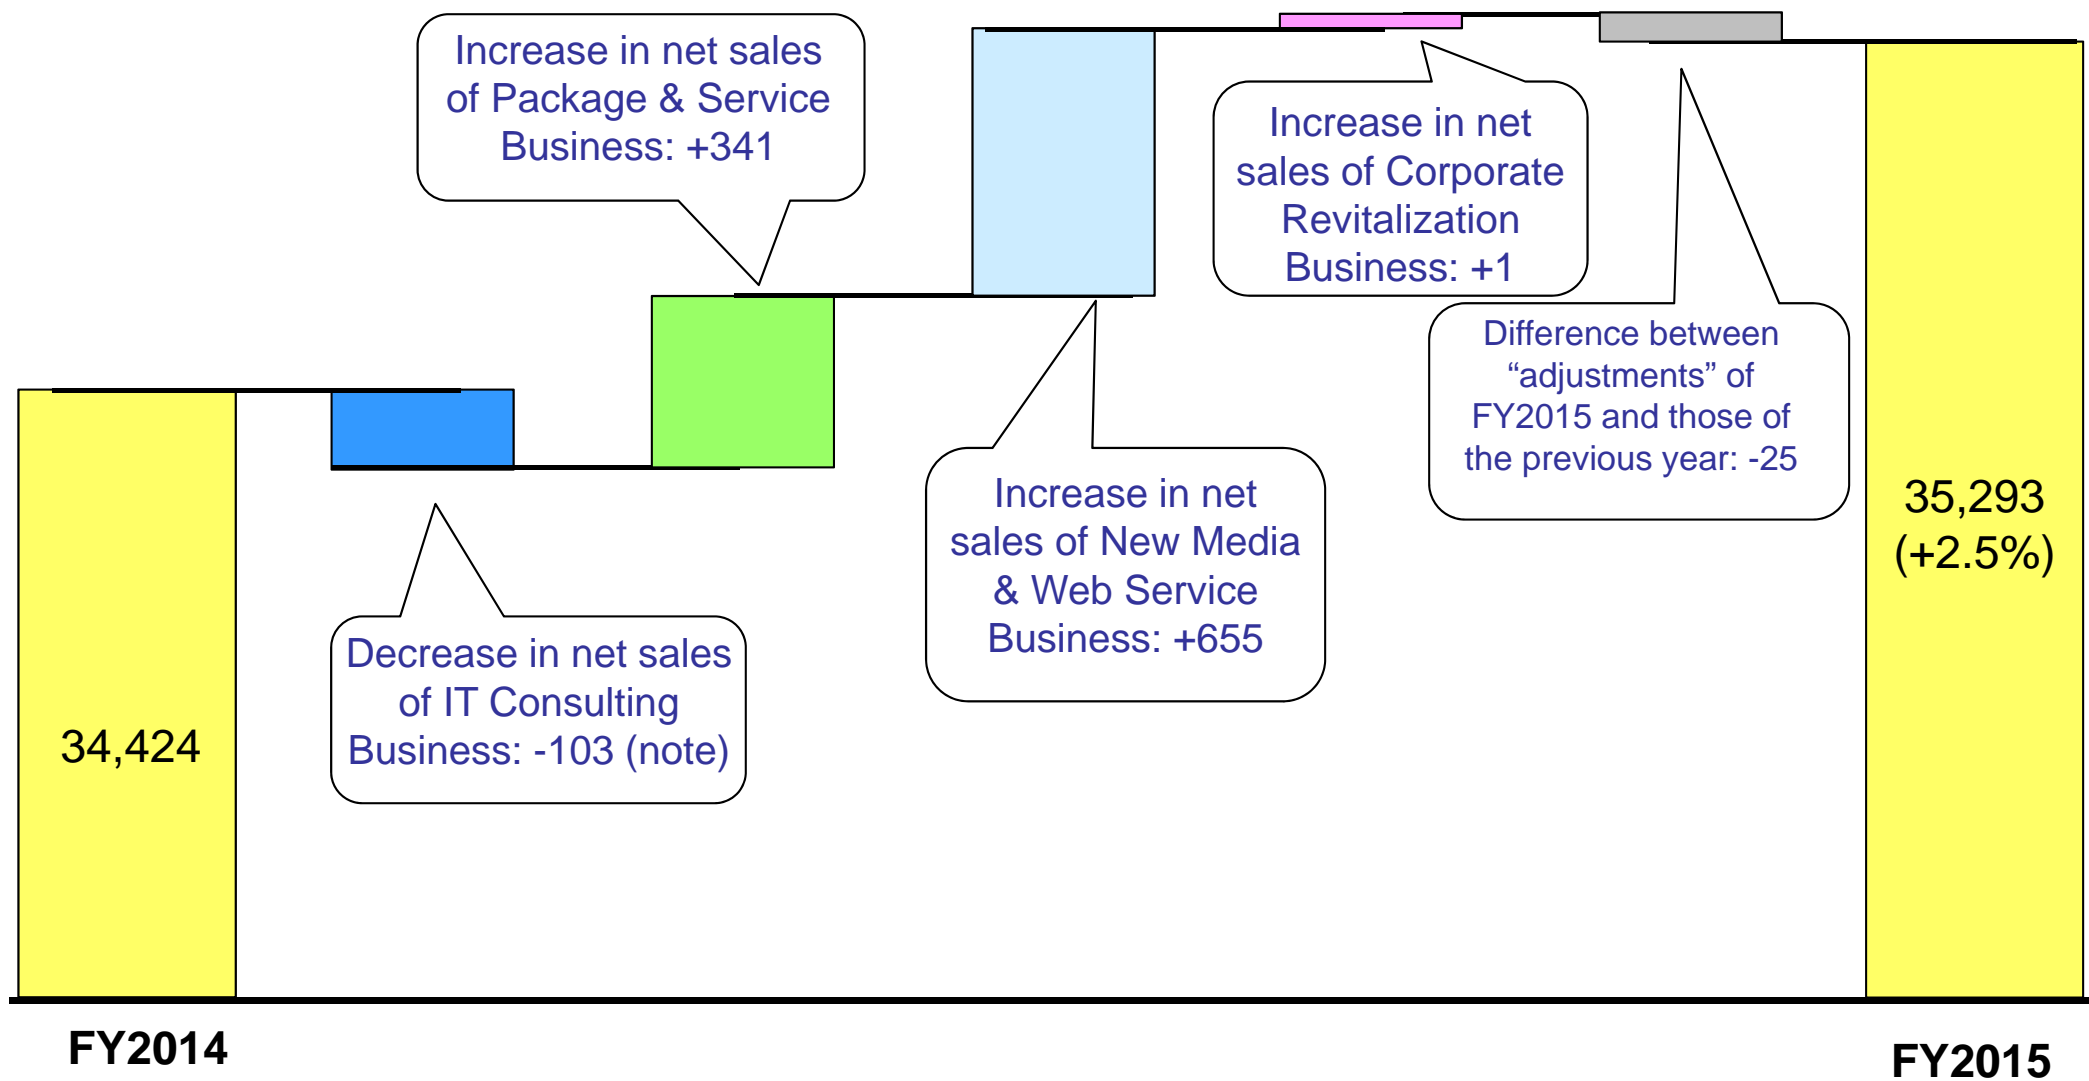 Increase in net sales
of Package & Service
Business: +341
Increase in net
sales of Corporate
Revitalization
Business: +1
Difference between
“adjustments” of
FY2015 and those of
the previous year: -25
Increase in net
sales of New Media
& Web Service
Business: +655
Decrease in net sales
of IT Consulting
Business: -103 (note)
34,424
35,293
(+2.5%)
FY2014
FY2015